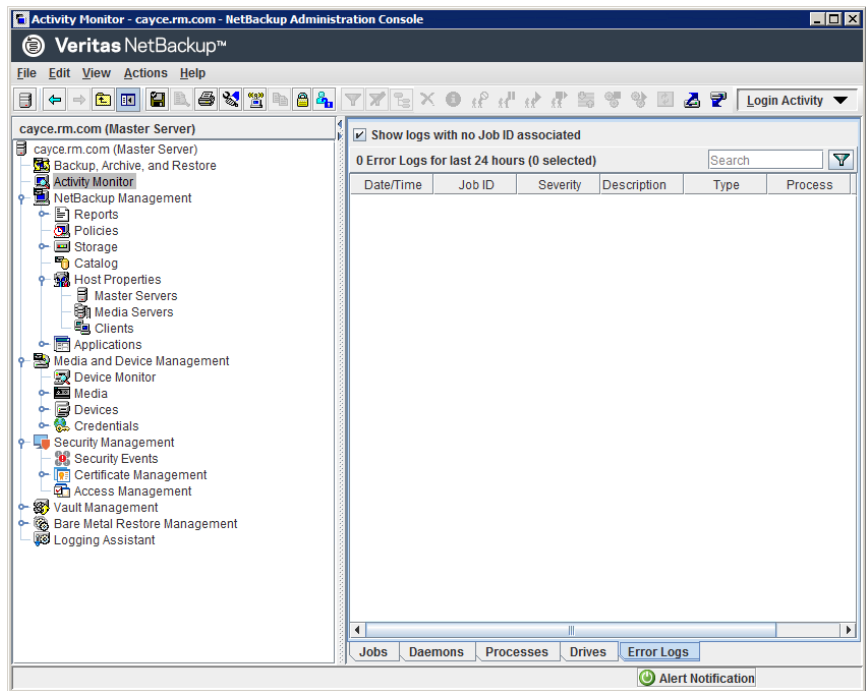 Activity Monitor - cayce.rm.com - NetBackup Administration Console
Veritas NetBackup™
File Edit View Actions Help
Login Activity
cayce.rm.com (Master Server)
cayce.rm.com (Master Server)
Backup, Archive, and Restore
Activity Monitor
NetBackup Management
Reports
Policies
Storage
Catalog
Host Properties
Master Servers
Media Servers
Clients
Applications
Media and Device Management
Device Monitor
Media
Devices
Credentials
Security Management
Security Events
Certificate Management
Access Management
Vault Management
Bare Metal Restore Management
Logging Assistant
Show logs with no Job ID associated
0 Error Logs for last 24 hours (0 selected) Search
Date/Time Job ID Severity Description Type Process
Jobs Daemons Processes Drives Error Logs
Alert Notification